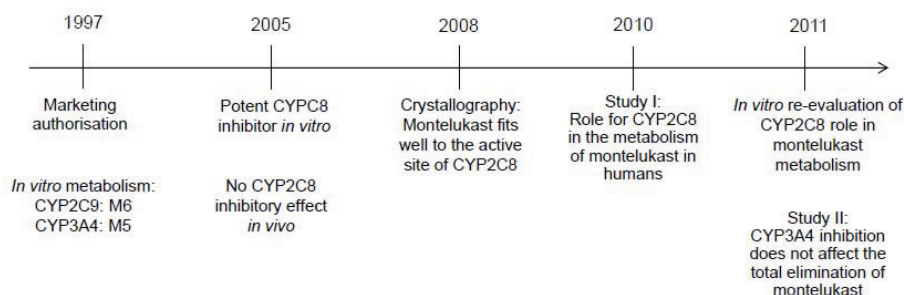 1997
2005
2008
2010
2011
Marketing
authorisation
In vitro metabolism:
CYP2C9: M6
CYP3A4: M5
Potent CYPC8
inhibitor in vitro
No CYP2C8
inhibitory effect
in vivo
Crystallography:
Montelukast fits
well to the active
site of CYP2C8
Study I:
Role for CYP2C8
in the metabolism
of montelukast in
humans
In vitro re-evaluation of
CYP2C8 role in
montelukast
metabolism
Study II:
CYP3A4 inhibition
does not affect the
total elimination of
montelukast